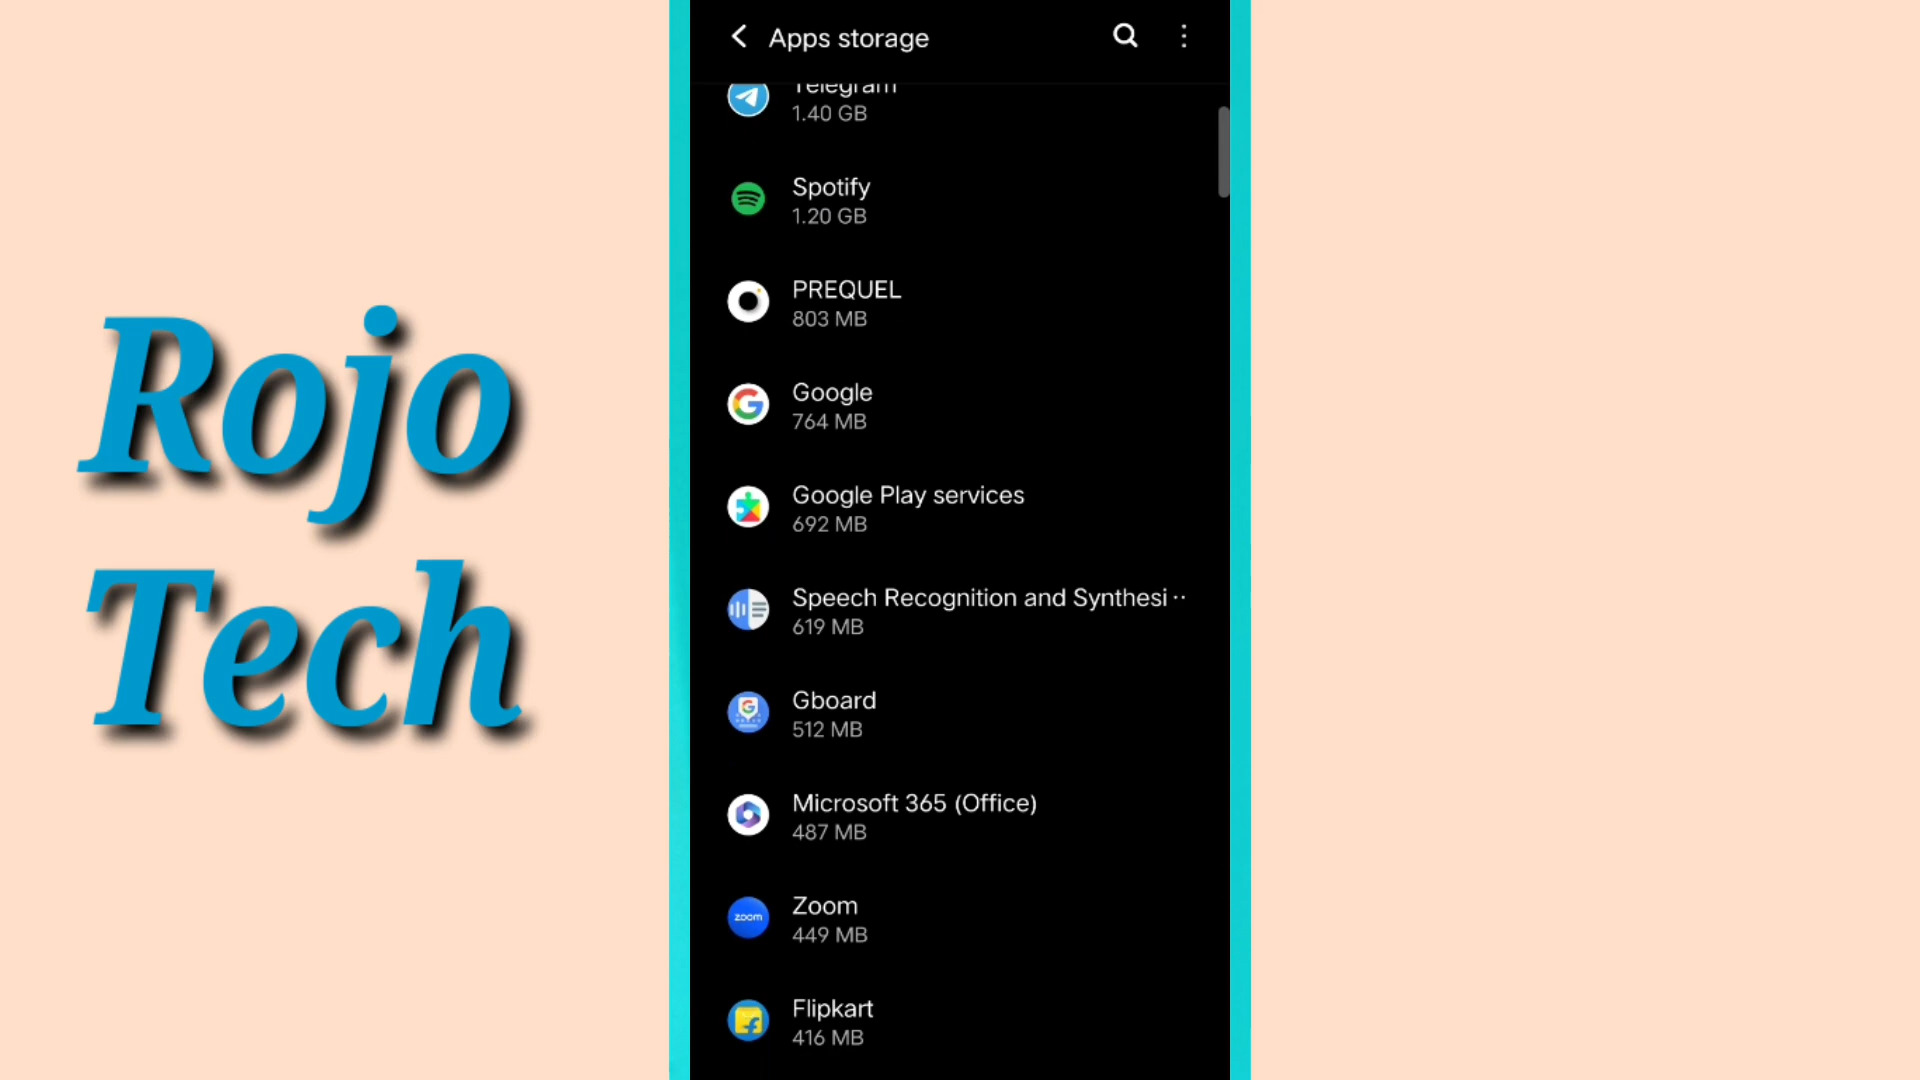 Rojo
Tech
Apps storage
Telegram
1.40 GB
Spotify
1.20 GB
PREQUEL
803 MB
Google
764 MB
Google Play services
692 MB
Speech Recognition and Synthesi ··
619 MB
Gboard
512 MB
Microsoft 365 (Office)
487 MB
zoom
Zoom
449 MB
Flipkart
416 MB